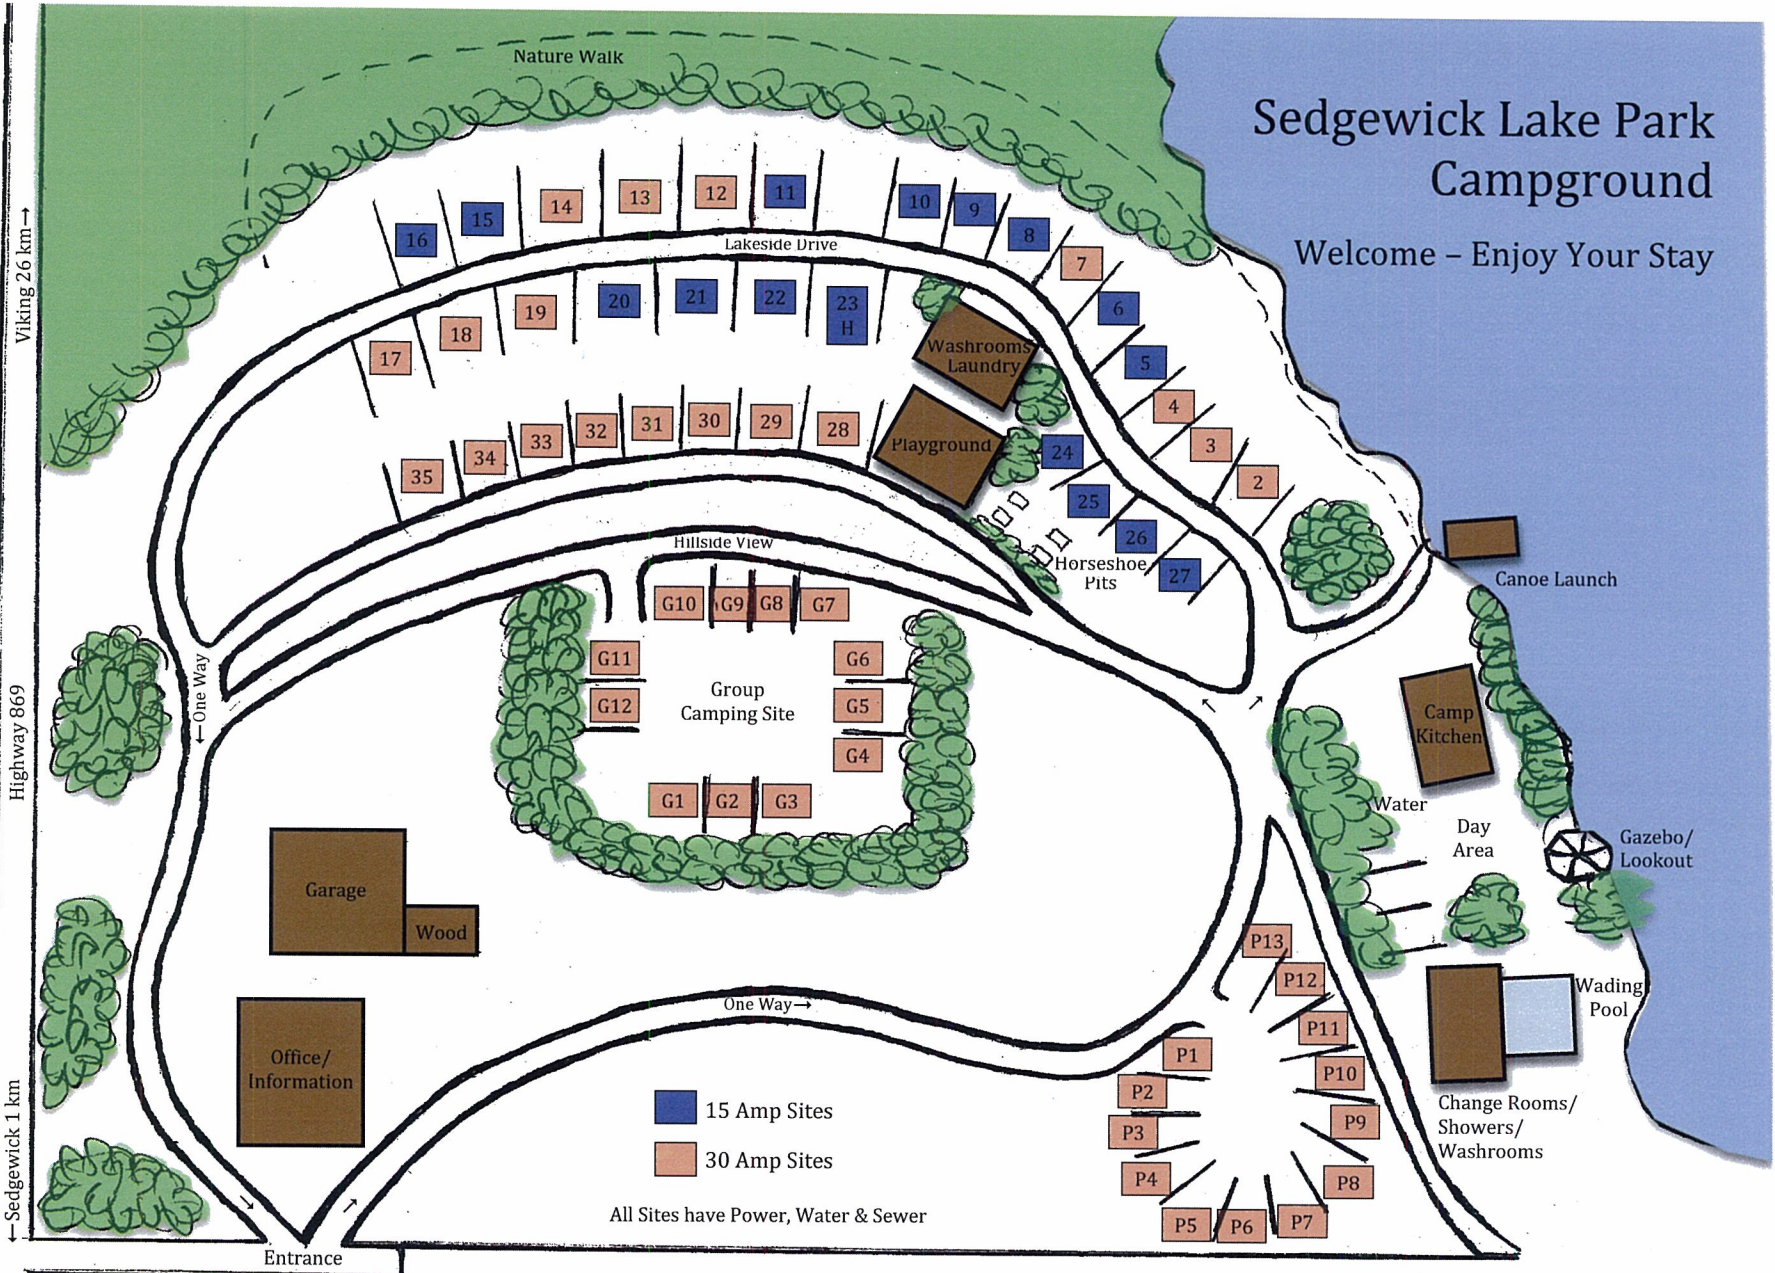 Nature Walk
Sedgewick Lake Park
Campground
Welcome – Enjoy Your Stay
Viking 26 km→
Highway 869
←Sedgewick 1 km
16
15
14
13
12
11
10
9
8
7
6
5
4
3
2
Lakeside Drive
17
18
19
20
21
22
23
H
Washrooms
Laundry
Playground
35
34
33
32
31
30
29
28
24
25
26
27
Horseshoe
Pits
Hillside View
Canoe Launch
←One Way
G10
G9
G8
G7
G11
G6
G12
G5
G4
G1
G2
G3
Group
Camping Site
Camp
Kitchen
Water
Day
Area
Gazebo/
Lookout
Garage
Wood
Office/
Information
One Way→
P13
P12
P11
P10
P9
P8
P7
P6
P5
P4
P3
P2
P1
Wading
Pool
Change Rooms/
Showers/
Washrooms
15 Amp Sites
30 Amp Sites
All Sites have Power, Water & Sewer
Entrance